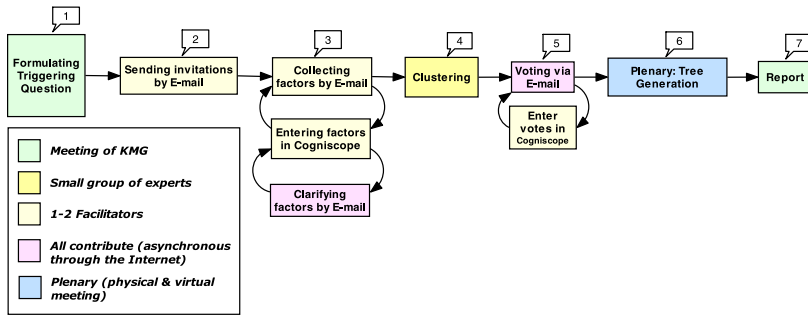 1
2
3
4
5
6
7
Formulating
Triggering
Question
Sending invitations
by E-mail
Collecting
factors by E-mail
Clustering
Voting via
E-mail
Plenary: Tree
Generation
Report
Entering factors
in Cogniscope
Enter
votes in
Cogniscope
Clarifying
factors by E-mail
Meeting of KMG
Small group of experts
1-2 Facilitators
All contribute (asynchronous
through the Internet)
Plenary (physical & virtual
meeting)